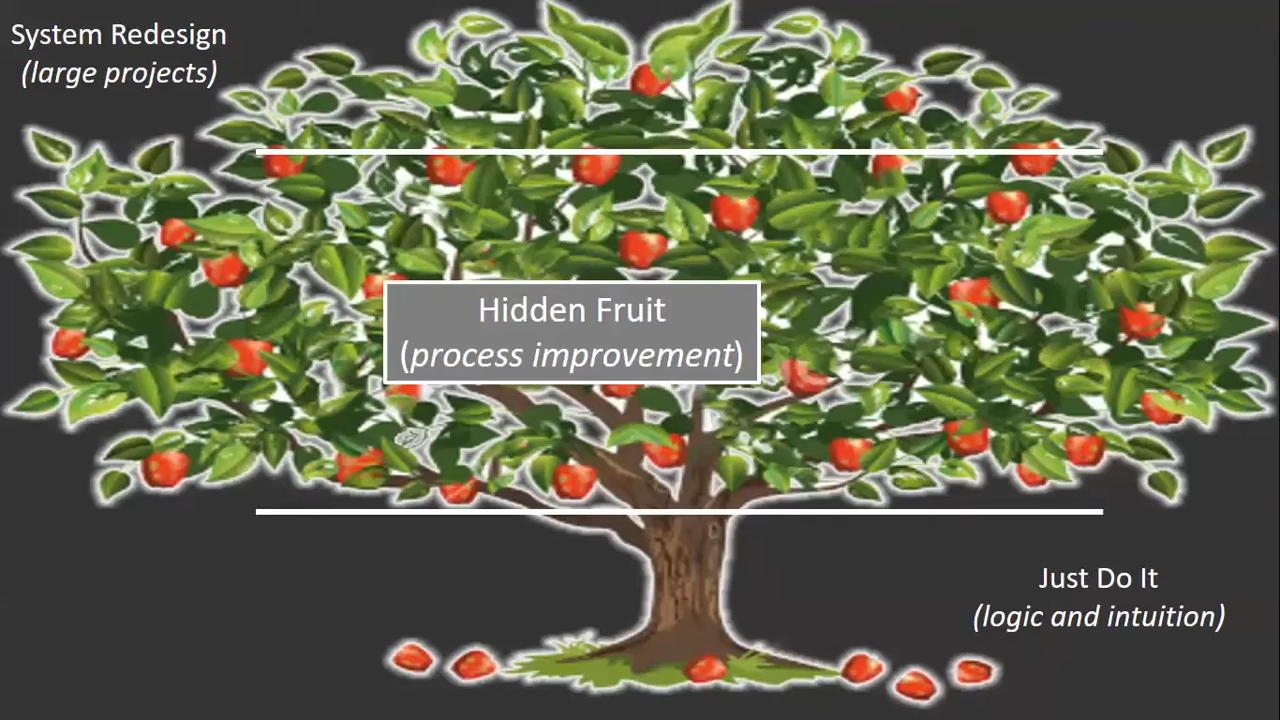 System Redesign
(large projects)
Hidden Fruit
(process improvement)
Just Do It
(logic and intuition)